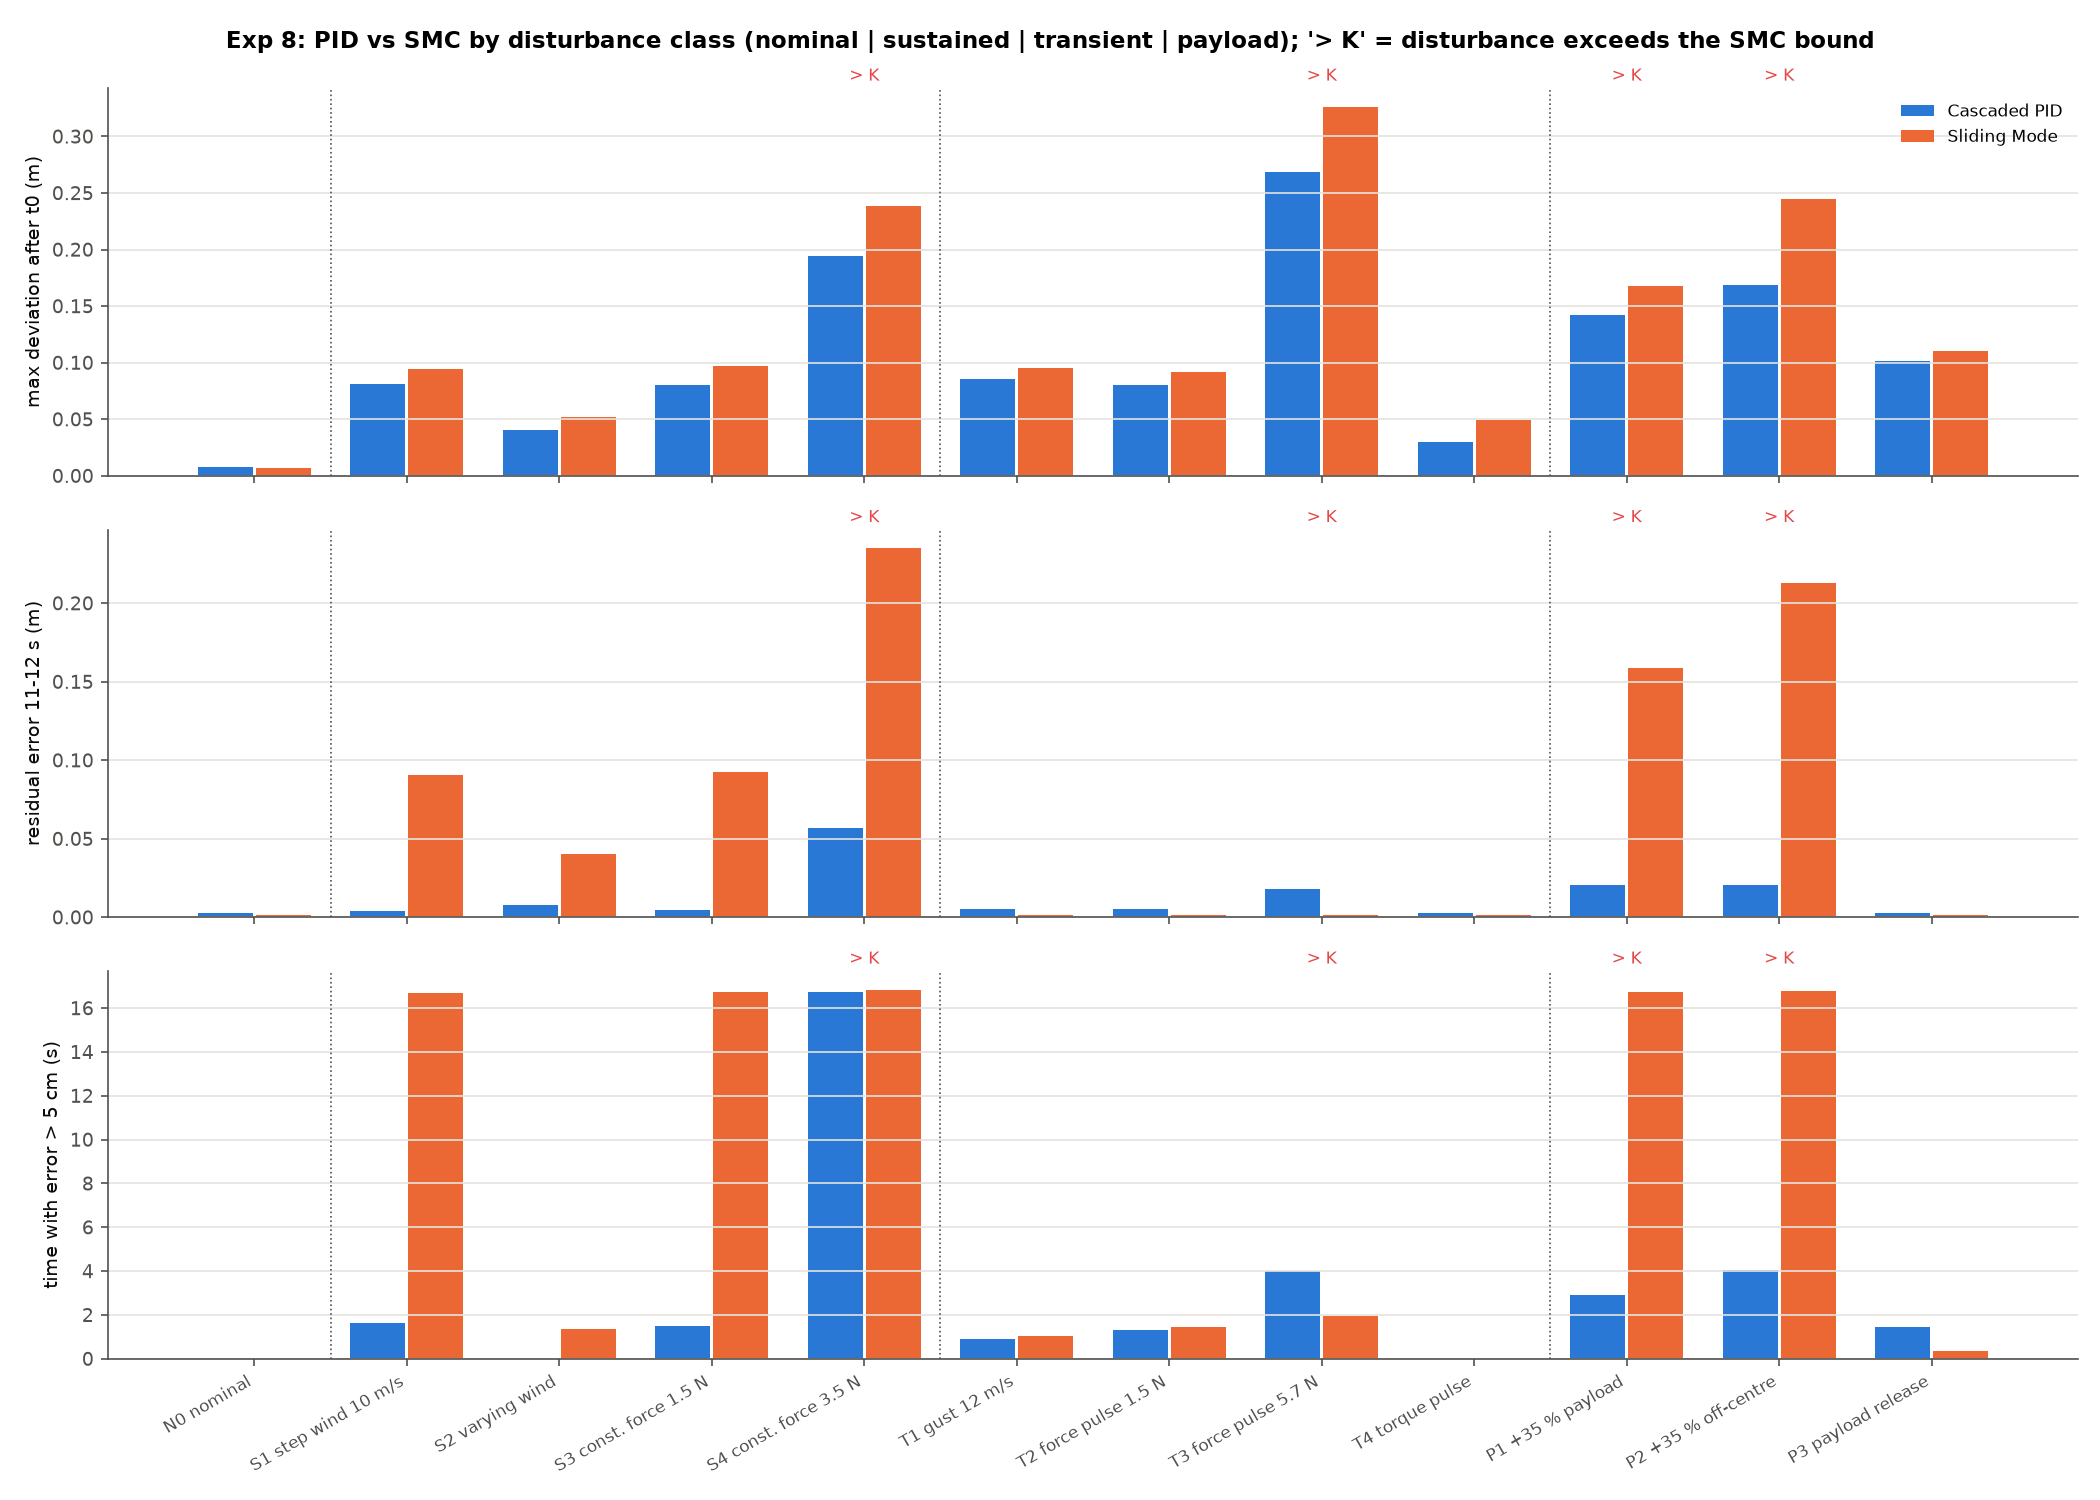 Exp 8: PID vs SMC by disturbance class (nominal | sustained | transient | payload); '> K' = disturbance exceeds the SMC bound
> K > K > K > K
Cascaded PID
Sliding Mode
max deviation after t0 (m)
0.30
0.25
0.20
0.15
0.10
0.05
0.00
> K > K > K > K
residual error 11-12 s (m)
0.20
0.15
0.10
0.05
0.00
> K > K > K > K
time with error > 5 cm (s)
16
14
12
10
8
6
4
2
0
N0 nominal
S1 step wind 10 m/s
S2 varying wind
S3 const. force 1.5 N
S4 const. force 3.5 N
T1 gust 12 m/s
T2 force pulse 1.5 N
T3 force pulse 5.7 N
T4 torque pulse
P1 +35 % payload
P2 +35 % off-centre
P3 payload release